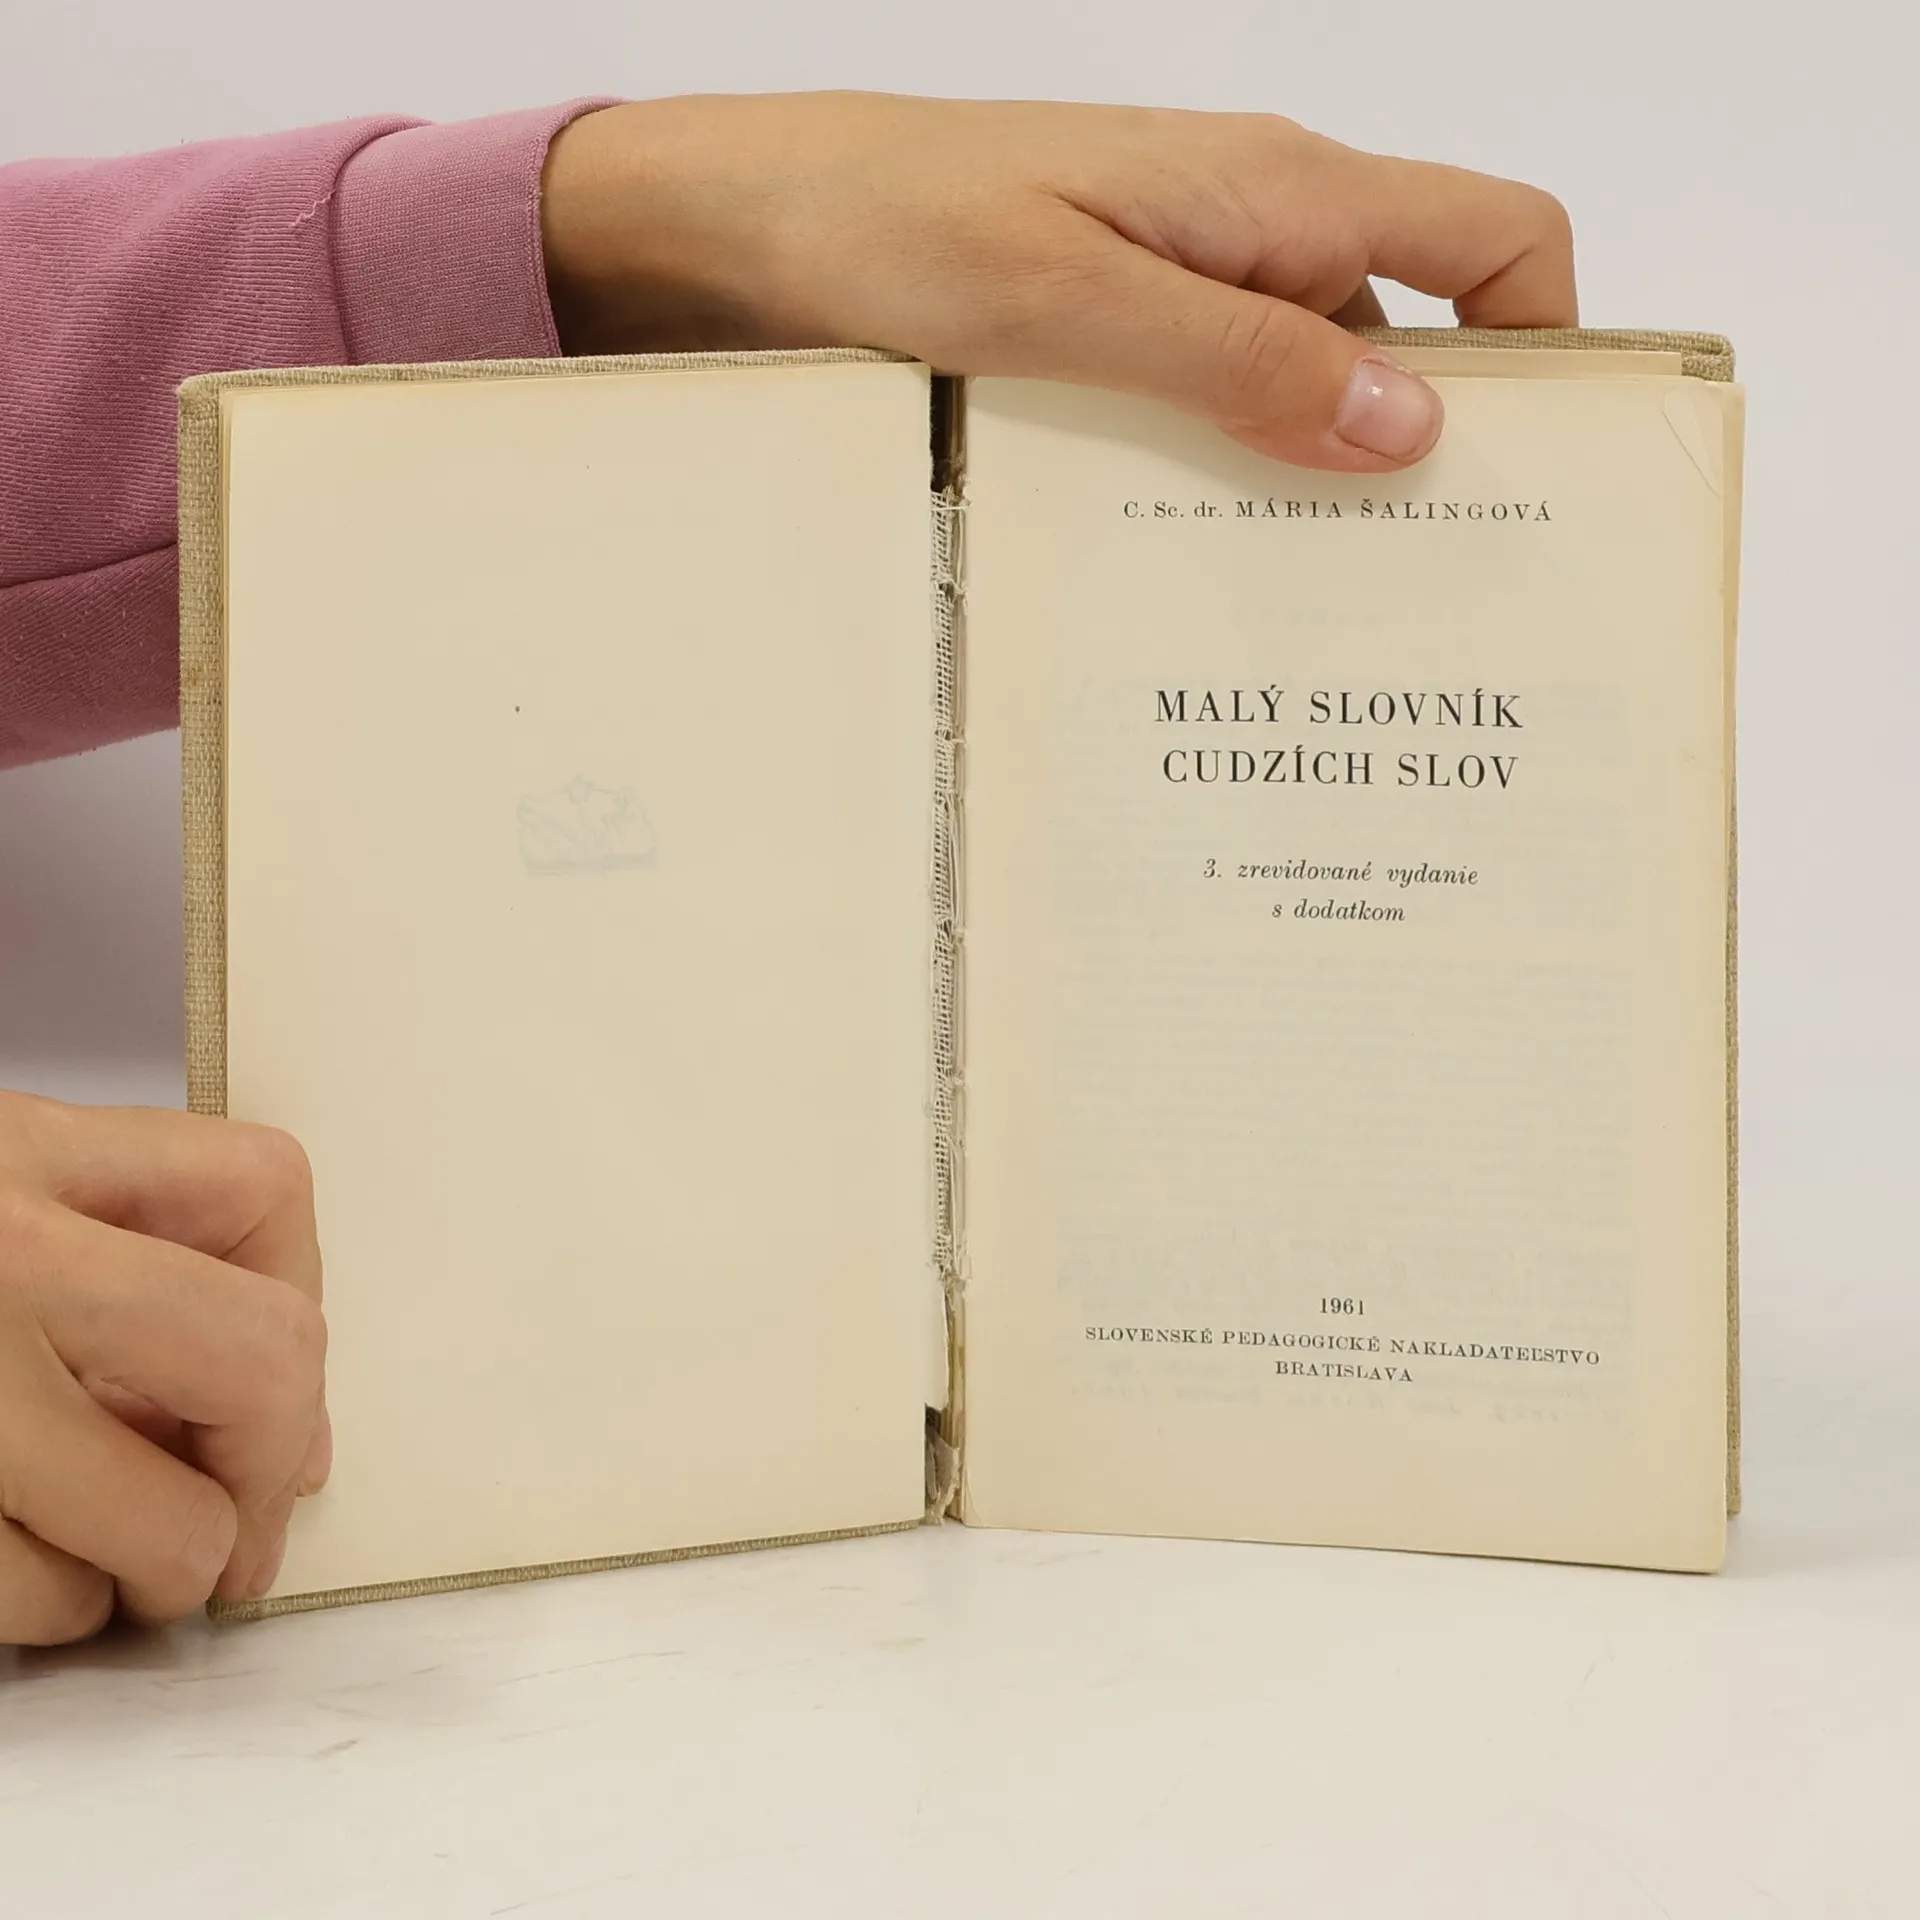 C. Sc. dr. MÁRIA ŠALINGOVÁ
MALÝ SLOVNÍK
CUDZÍCH SLOV
3. zrevidované vydanie
s dodatkom
1961
SLOVENSKÉ PEDAGOGICKÉ NAKLADATEĽSTVO
BRATISLAVA